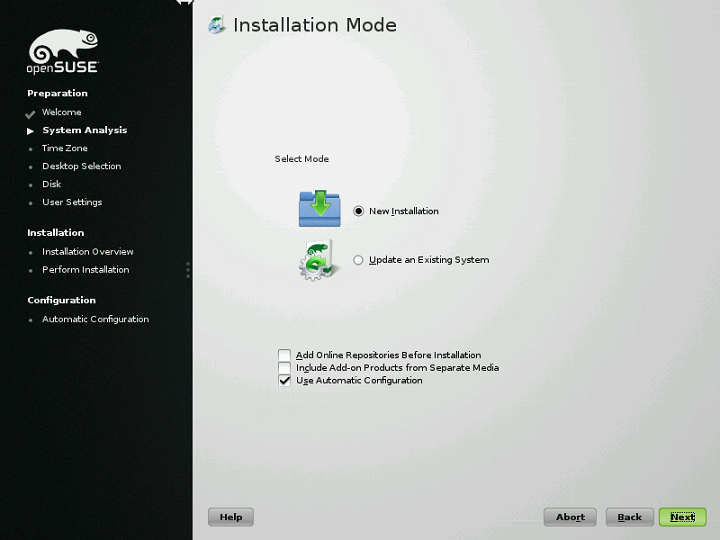 openSUSE
Preparation
Welcome
System Analysis
Time Zone
Desktop Selection
Disk
User Settings
Installation
Installation Overview
Perform Installation
Configuration
Automatic Configuration
Installation Mode
Select Mode
New Installation
Update an Existing System
Add Online Repositories Before Installation
Include Add-on Products from Separate Media
Use Automatic Configuration
Help
Abort
Back
Next